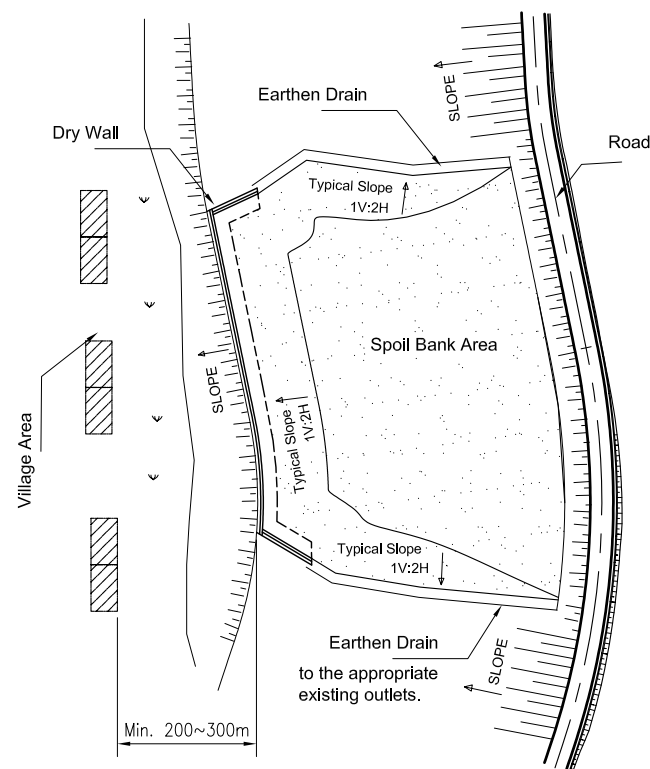 Earthen Drain
SLOPE
Dry Wall
Road
Typical Slope
1V:2H
Spoil Bank Area
SLOPE
Typical Slope
1V:2H
Village Area
Typical Slope
1V:2H
Earthen Drain
to the appropriate
existing outlets.
SLOPE
Min. 200~300m